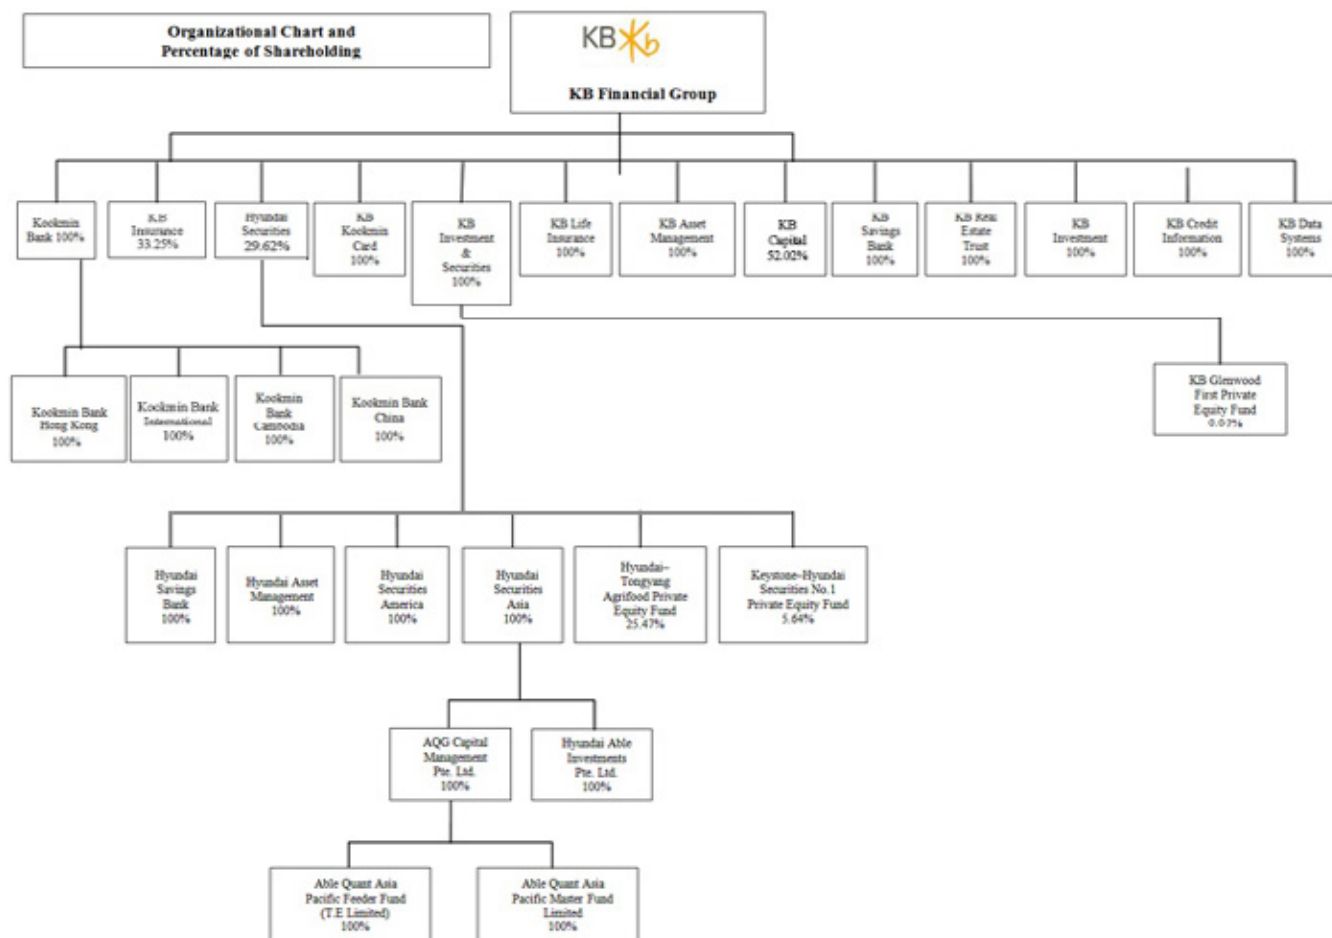 Organizational Chart and
Percentage of Shareholding
KB Kb
KB Financial Group
Kookmin
Bank 100%
KB
Insurance
33.25%
Hyundai
Securities
29.62%
KB
Kookmin
Card
100%
KB
Investment
&
Securities
100%
KB Life
Insurance
100%
KB Asset
Management
100%
KB
Capital
52.02%
KB
Savings
Bank
100%
KB Real
Estate
Trust
100%
KB
Investment
100%
KB Credit
Information
100%
KB Data
Systems
100%
Kookmin Bank
Hong Kong
100%
Kookmin Bank
International
100%
Kookmin
Bank
Cambodia
100%
Kookmin Bank
China
100%
KB Glenwood
First Private
Equity Fund
Hyundai
Savings
Bank
100%
Hyundai Asset
Management
100%
Hyundai
Securities
America
100%
Hyundai
Securities
Asia
100%
Hyundai–
Tongyang
Agrifood Private
Equity Fund
25.47%
Keystone–Hyundai
Securities No.1
Private Equity Fund
5.64%
AQG Capital
Management
Pte. Ltd.
100%
Hyundai Able
Investments
Pte. Ltd.
100%
Able Quant Asia
Pacific Feeder Fund
(T.E Limited)
100%
Able Quant Asia
Pacific Master Fund
Limited
100%